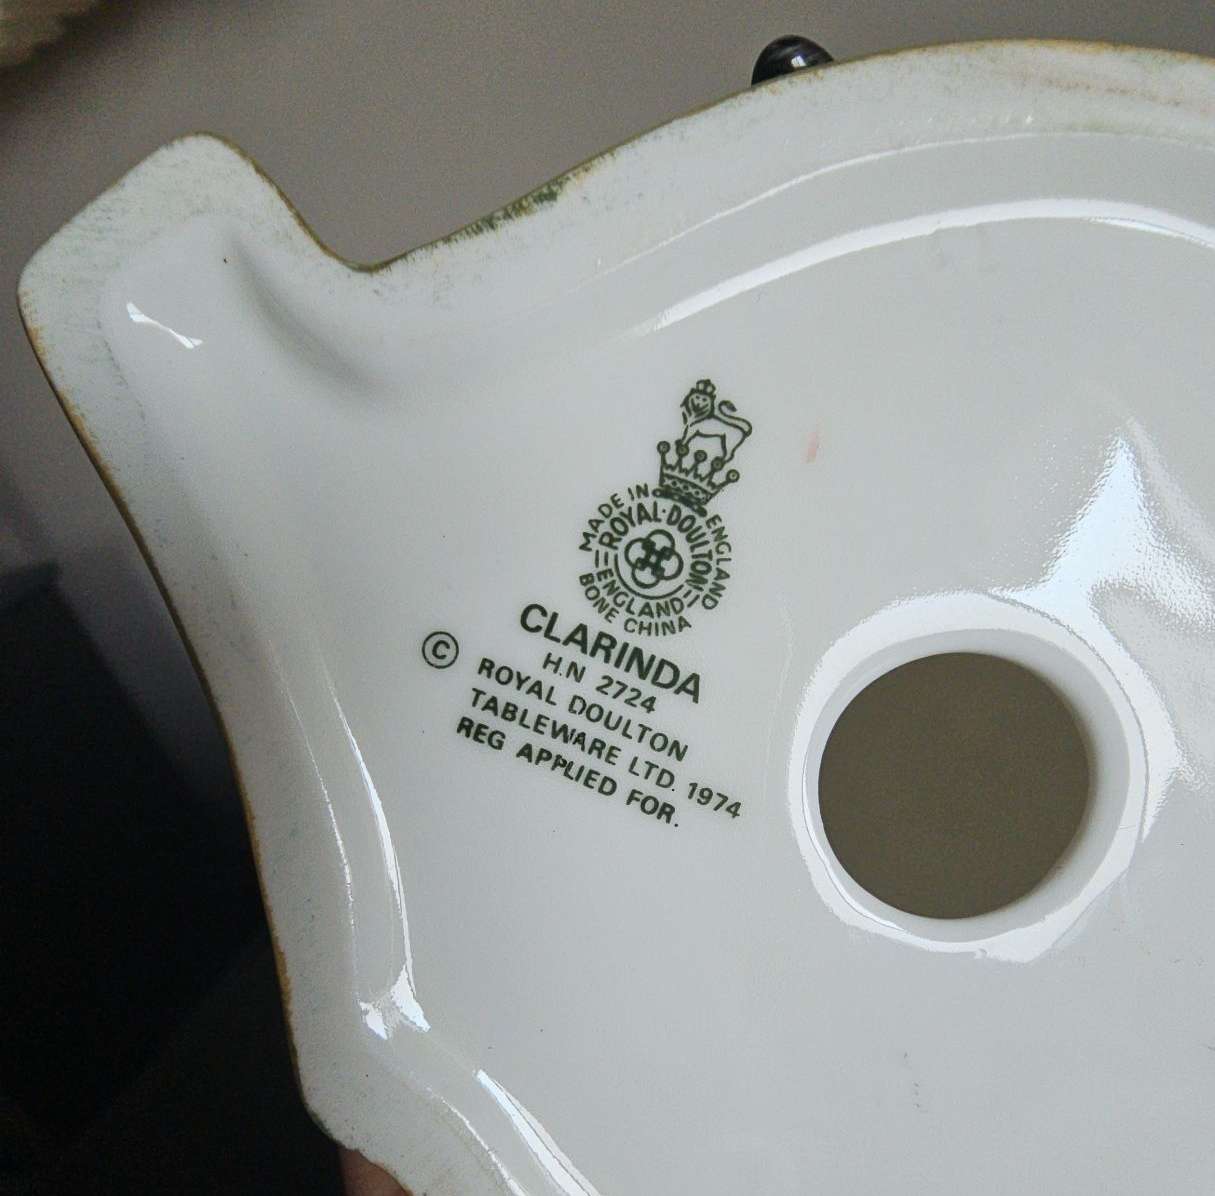 MADE IN ENGLAND
ROYAL·DOULTON
ENGLAND
BONE CHINA
CLARINDA
H.N 2724
© ROYAL DOULTON
TABLEWARE LTD. 1974
REG APPLIED FOR.